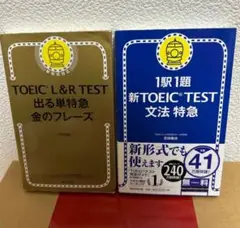 TOEIC L&R TEST
出る単特急
金のフレーズ
1駅1題
新TOEIC TEST
文法 特急
新形式でも
使えます
240
41
無料